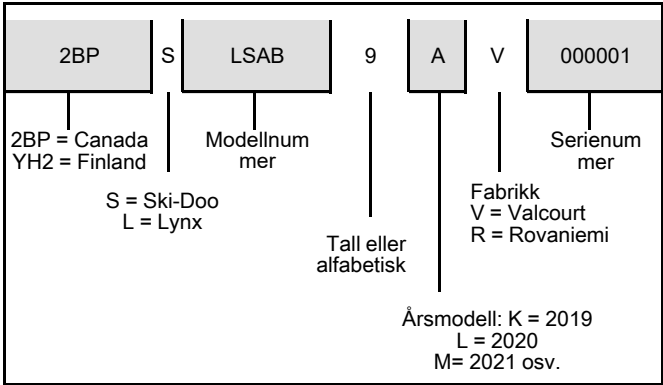 2BP S LSAB 9 A V 000001
2BP = Canada
YH2 = Finland
Modellnum
mer
Serienum
mer
S = Ski-Doo
L = Lynx
Fabrikk
V = Valcourt
R = Rovaniemi
Tall eller
alfabetisk
Årsmodell: K = 2019
L = 2020
M= 2021 osv.